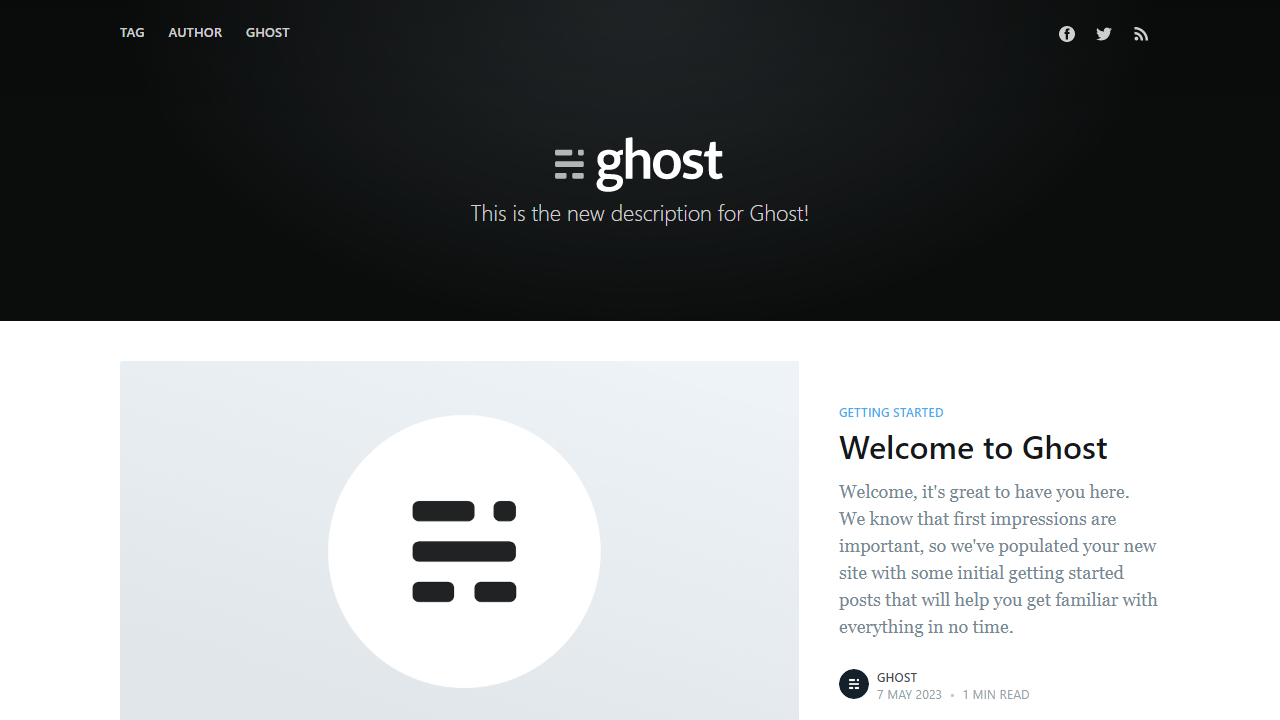 TAG AUTHOR GHOST
ghost
This is the new description for Ghost!
GETTING STARTED
Welcome to Ghost
Welcome, it's great to have you here.
We know that first impressions are
important, so we've populated your new
site with some initial getting started
posts that will help you get familiar with
everything in no time.
GHOST
7 MAY 2023 • 1 MIN READ